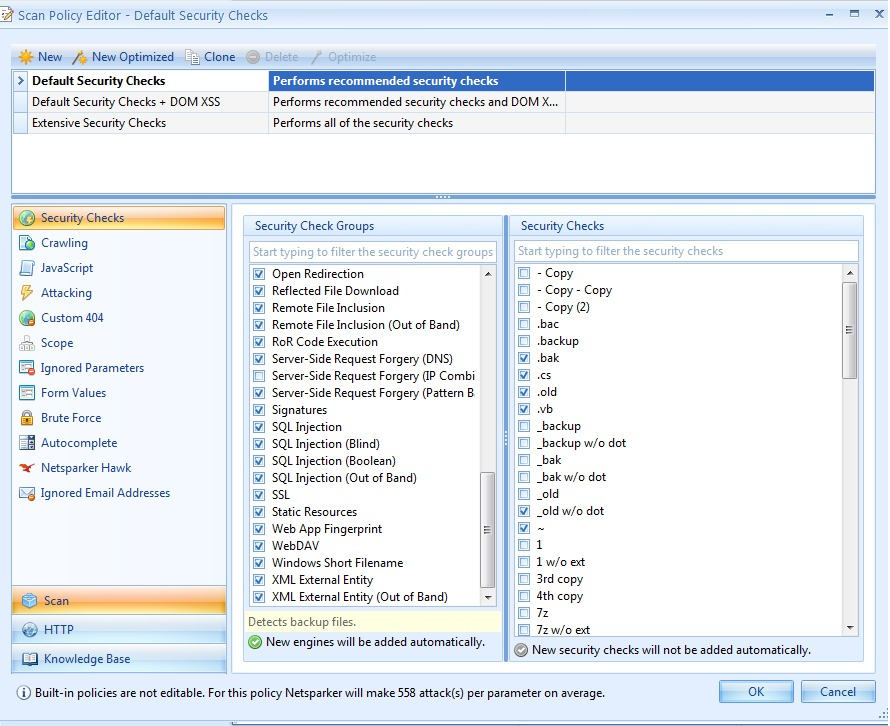 Scan Policy Editor - Default Security Checks
New New Optimized Clone Delete Optimize
Default Security Checks Performs recommended security checks
Default Security Checks + DOM XSS Performs recommended security checks and DOM X...
Extensive Security Checks Performs all of the security checks
Security Checks
Crawling
JavaScript
Attacking
Custom 404
Scope
Ignored Parameters
Form Values
Brute Force
Autocomplete
Netsparker Hawk
Ignored Email Addresses
Scan
HTTP
Knowledge Base
Security Check Groups
Start typing to filter the security check groups
Open Redirection
Reflected File Download
Remote File Inclusion
Remote File Inclusion (Out of Band)
RoR Code Execution
Server-Side Request Forgery (DNS)
Server-Side Request Forgery (IP Combi
Server-Side Request Forgery (Pattern B
Signatures
SQL Injection
SQL Injection (Blind)
SQL Injection (Boolean)
SQL Injection (Out of Band)
SSL
Static Resources
Web App Fingerprint
WebDAV
Windows Short Filename
XML External Entity
XML External Entity (Out of Band)
Detects backup files.
New engines will be added automatically.
Security Checks
Start typing to filter the security checks
- Copy
- Copy - Copy
- Copy (2)
.bac
.backup
.bak
.cs
.old
.vb
_backup
_backup w/o dot
_bak
_bak w/o dot
_old
_old w/o dot
~
1
1 w/o ext
3rd copy
4th copy
7z
7z w/o ext
New security checks will not be added automatically.
Built-in policies are not editable. For this policy Netsparker will make 558 attack(s) per parameter on average.
OK Cancel